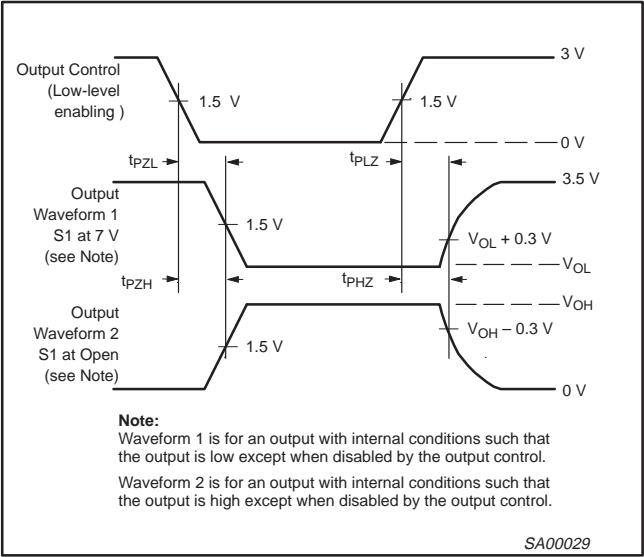 3 V
Output Control
(Low-level
enabling )
1.5 V
1.5 V
0 V
tPZL
tPLZ
3.5 V
Output
Waveform 1
S1 at 7 V
(see Note)
1.5 V
VOL + 0.3 V
VOL
tPZH
tPHZ
VOH
Output
Waveform 2
S1 at Open
(see Note)
1.5 V
VOH – 0.3 V
0 V
Note:
Waveform 1 is for an output with internal conditions such that
the output is low except when disabled by the output control.
Waveform 2 is for an output with internal conditions such that
the output is high except when disabled by the output control.
SA00029